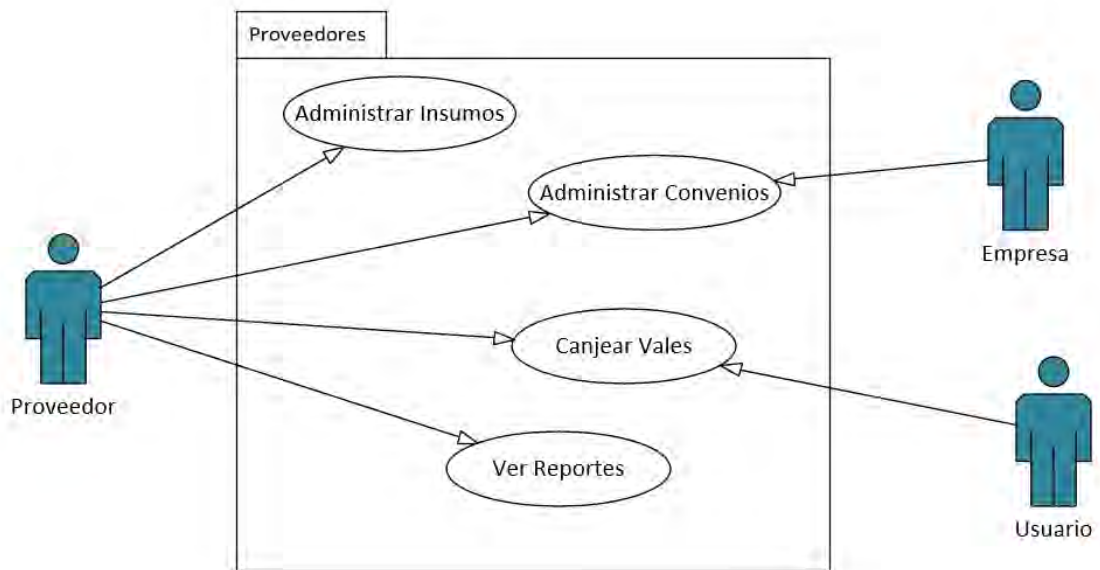 Proveedores
Administrar Insumos
Administrar Convenios
Empresa
Canjear Vales
Proveedor
Ver Reportes
Usuario